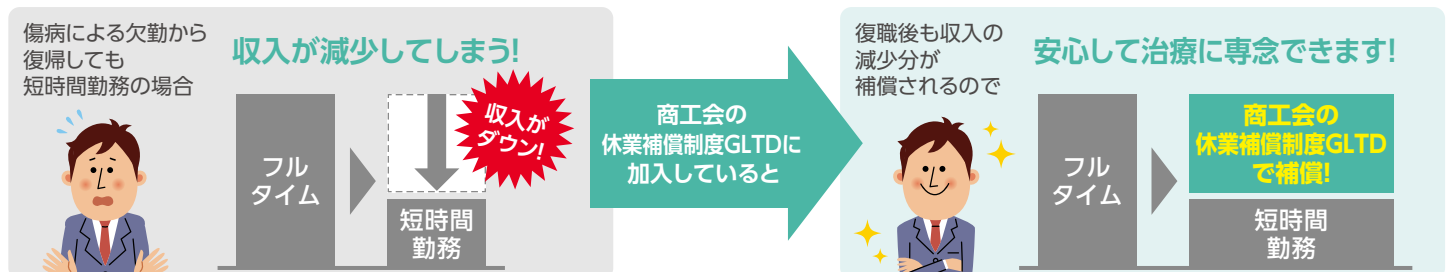 傷病による欠勤から
復帰しても
短時間勤務の場合
収入が減少してしまう!
フル
タイム
収入が
ダウン!
短時間
勤務
商工会の
休業補償制度GLTDに
加入していると
復職後も収入の
減少分が
補償されるので
安心して治療に専念できます!
フル
タイム
商工会の
休業補償制度GLTD
で補償!
短時間
勤務